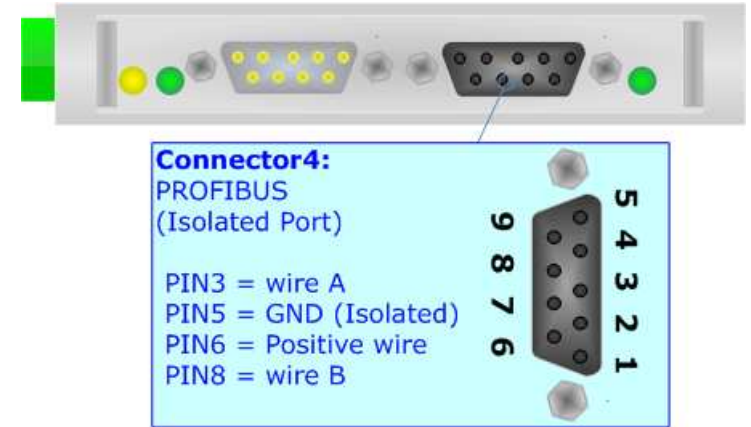 Connector4:
PROFIBUS
(Isolated Port)
PIN3 = wire A
PIN5 = GND (Isolated)
PIN6 = Positive wire
PIN8 = wire B
9 8 7 6
5 4 3 2 1